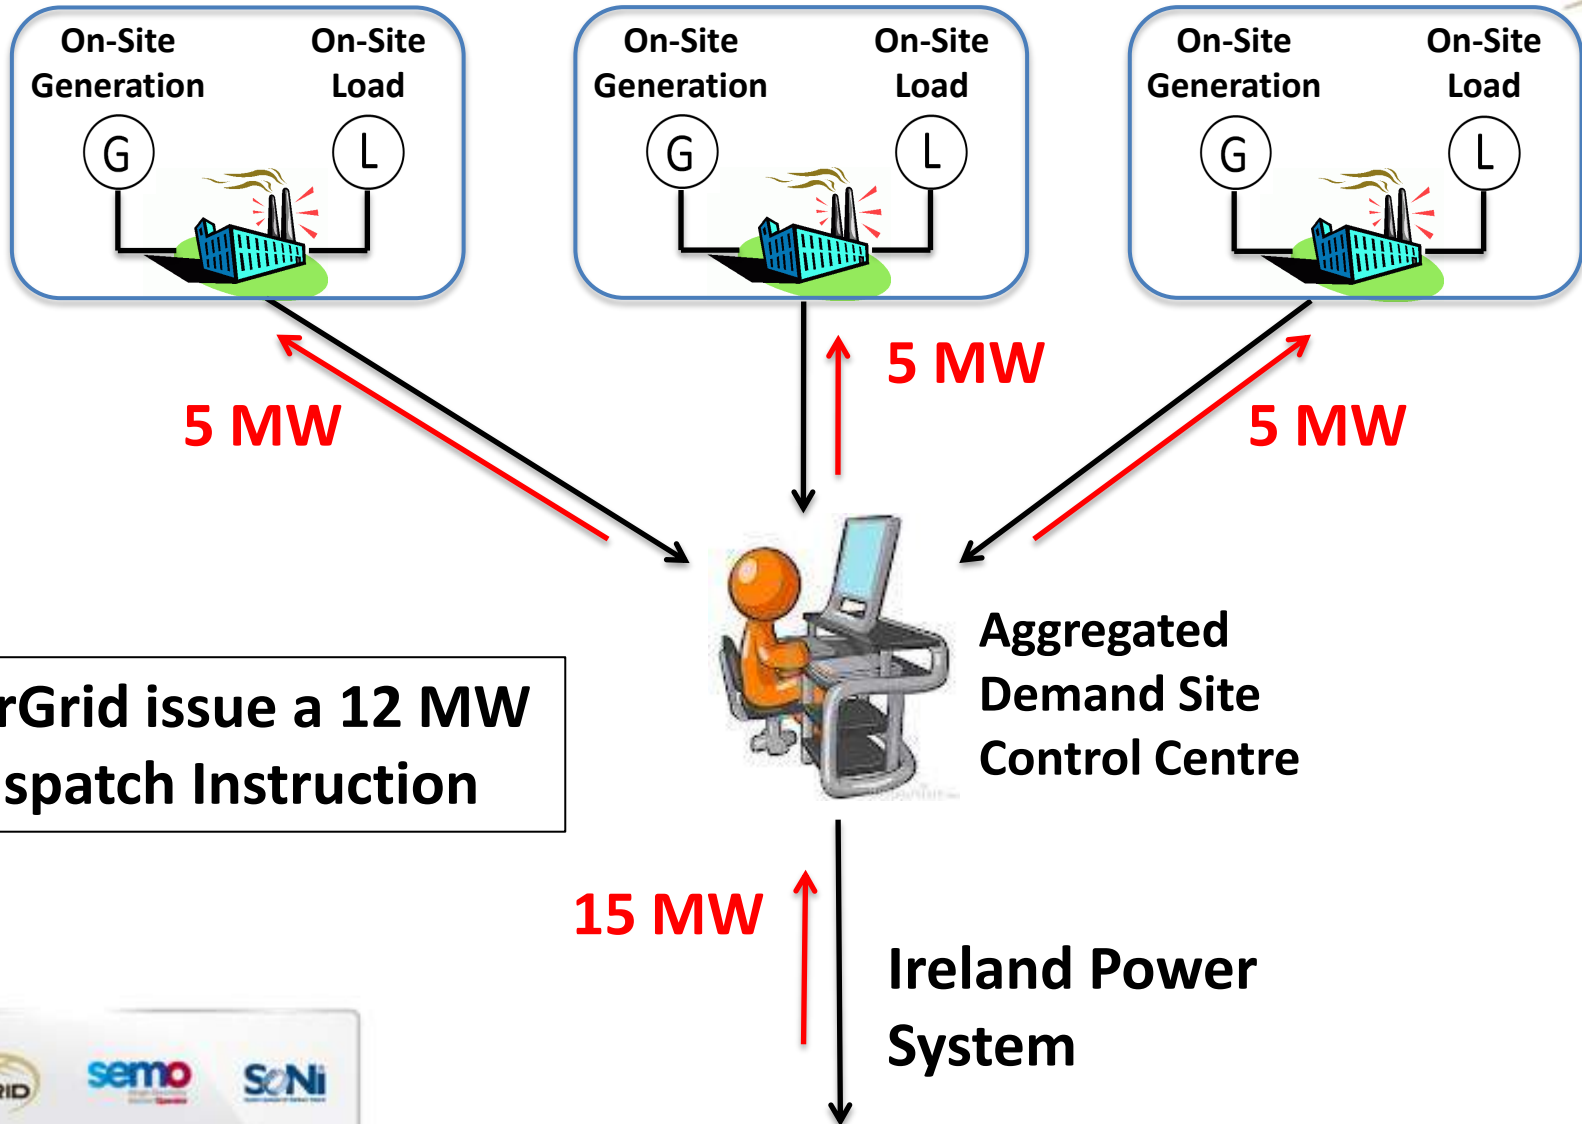 On-Site
Generation
On-Site
Load
G
L
On-Site
Generation
On-Site
Load
G
L
On-Site
Generation
On-Site
Load
G
L
5 MW
5 MW
5 MW
Aggregated
Demand Site
Control Centre
rGrid issue a 12 MW
spatch Instruction
15 MW
Ireland Power
System
RID
semo
SONI